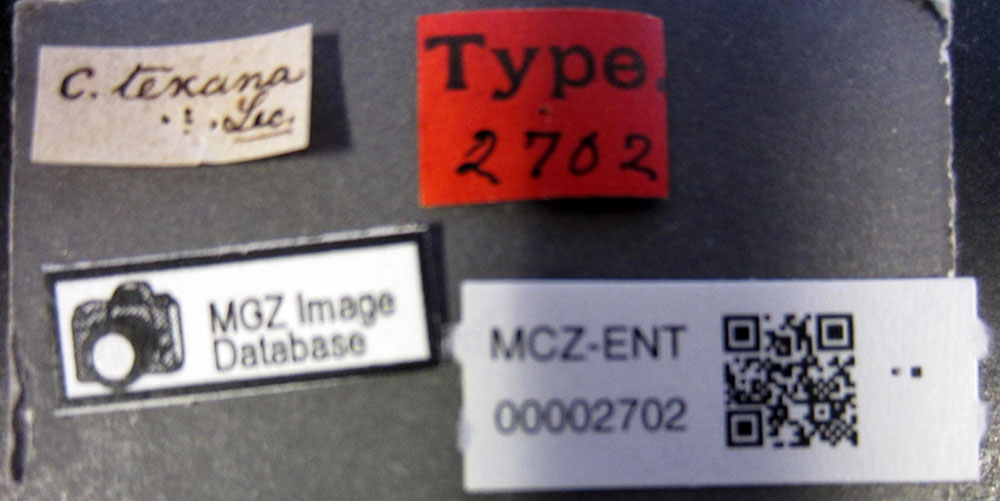 C. texana
Lec.
Type.
2702
MGZ Image
Database
MCZ-ENT
00002702